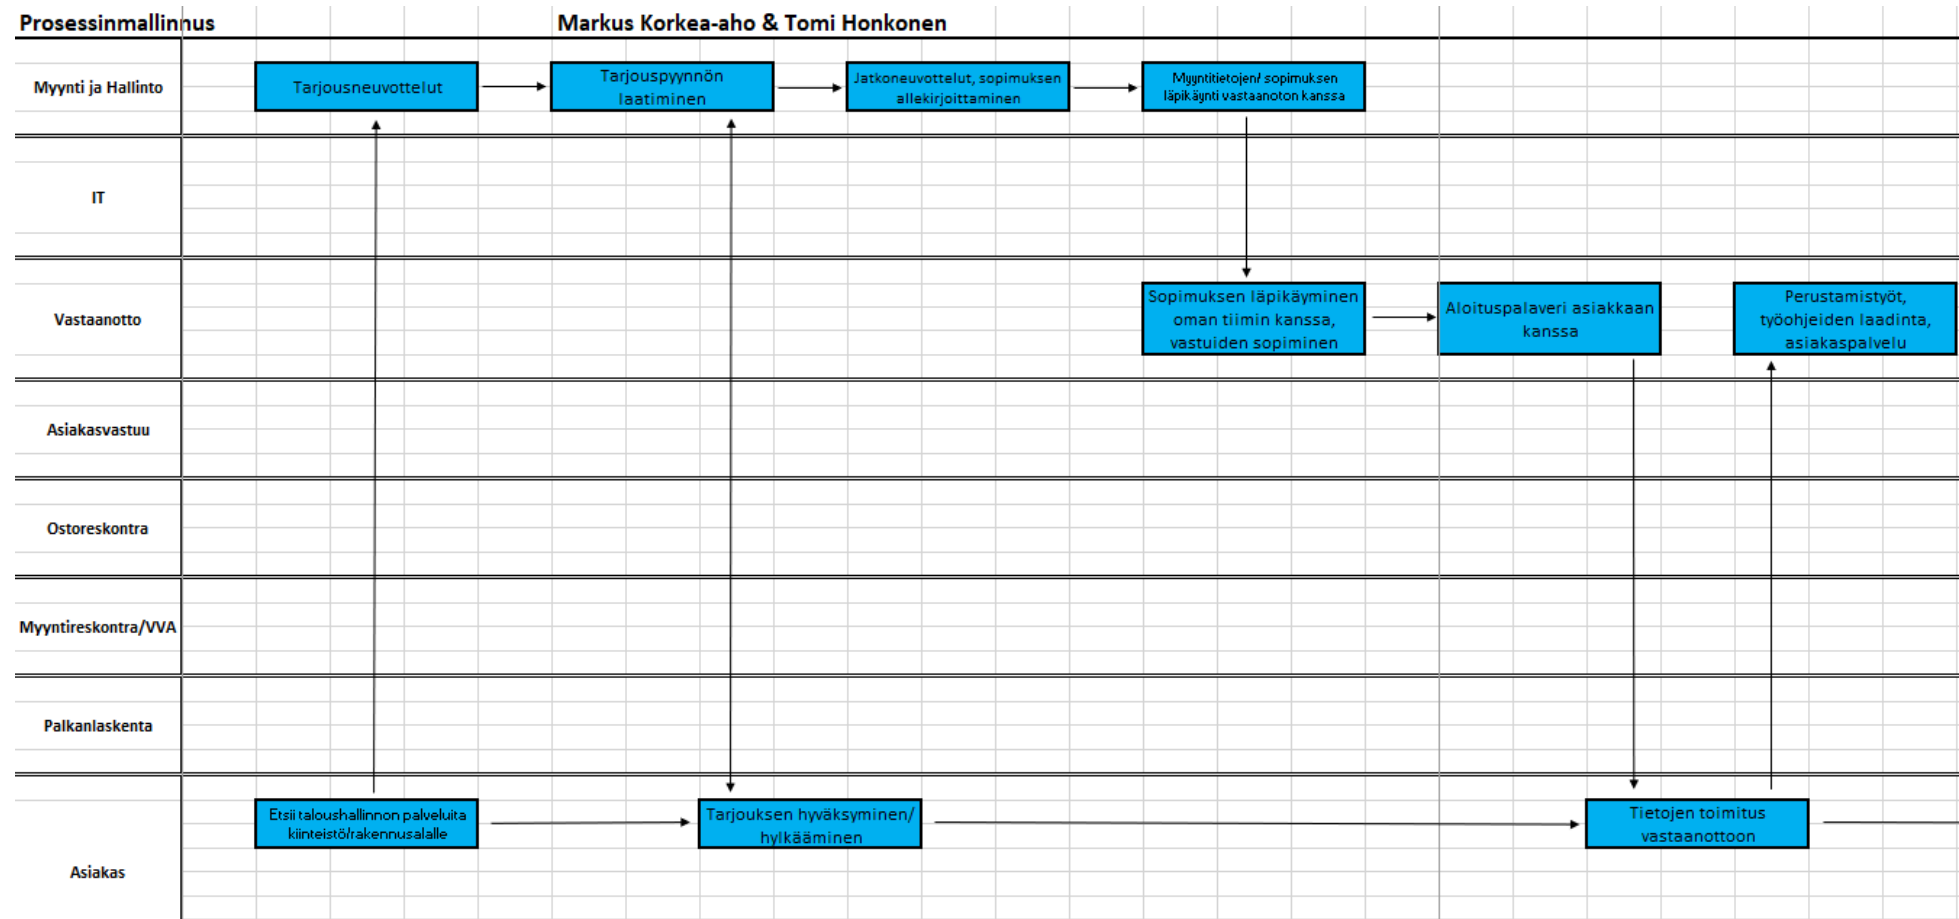 Prosessinmallinnus
Markus Korkea-aho & Tomi Honkonen
Myynti ja Hallinto
Tarjousneuvottelut
Tarjouspyynnön
laatiminen
Jatkoneuvottelut, sopimuksen
allekirjoittaminen
Myyntitietojen/ sopimuksen
läpikäynti vastaanoton kanssa
IT
Vastaanotto
Sopimuksen läpikäyminen
oman tiimin kanssa,
vastuiden sopiminen
Aloituspalaveri asiakkaan
kanssa
Perustamistyöt,
työohjeiden laadinta,
asiakaspalvelu
Asiakasvastuu
Ostoreskontra
Myyntireskontra/VVA
Palkanlaskenta
Asiakas
Etsii taloushallinnon palveluita
kiinteistö/rakennusalalle
Tarjouksen hyväksyminen/
hylkääminen
Tietojen toimitus
vastaanottoon